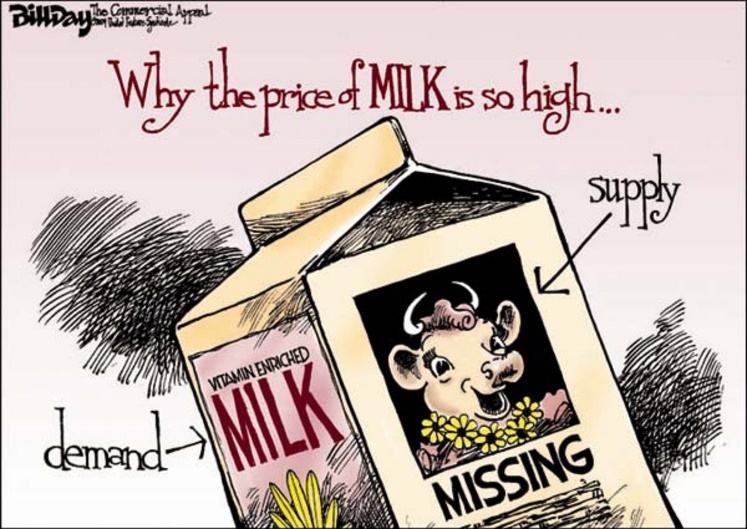 BillDay The Commercial Appeal
Why the price of MILK is so high...
supply
VITAMIN ENRICHED
MILK
demand
MISSING